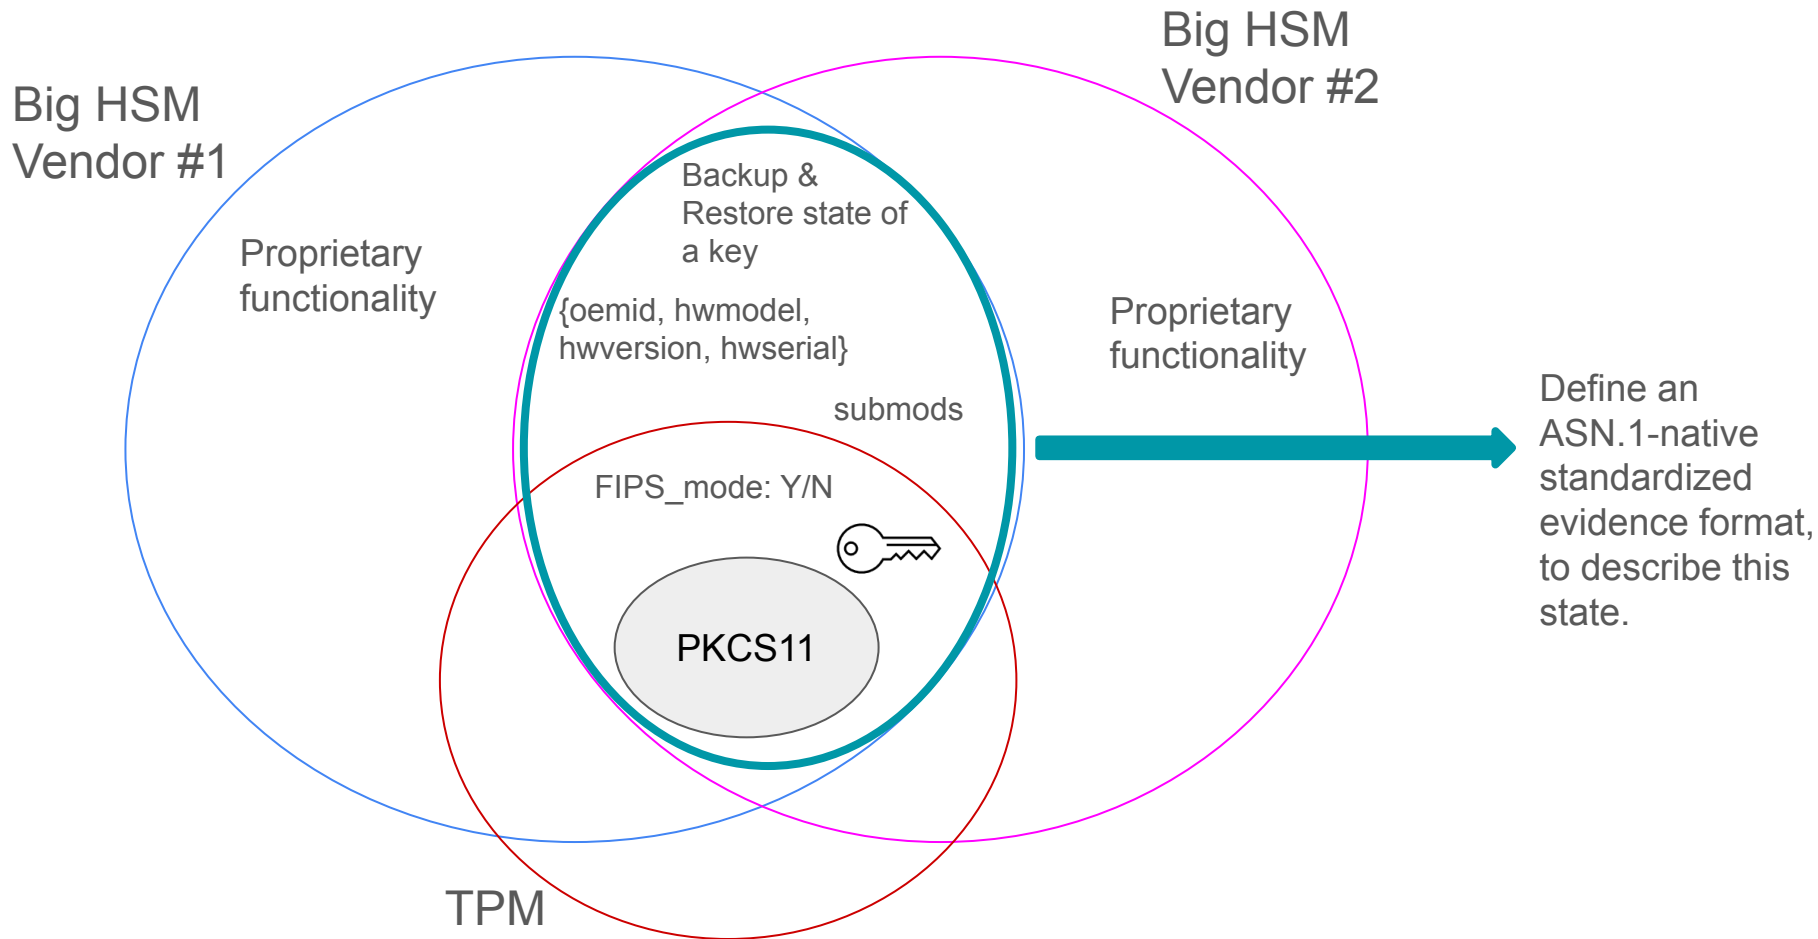 Big HSM
Vendor #1
Big HSM
Vendor #2
Backup &
Restore state of
a key
Proprietary
functionality
{oemid, hwmodel,
hwversion, hwserial}
Proprietary
functionality
submods
Define an
ASN.1-native
standardized
evidence format,
to describe this
state.
FIPS_mode: Y/N
PKCS11
TPM